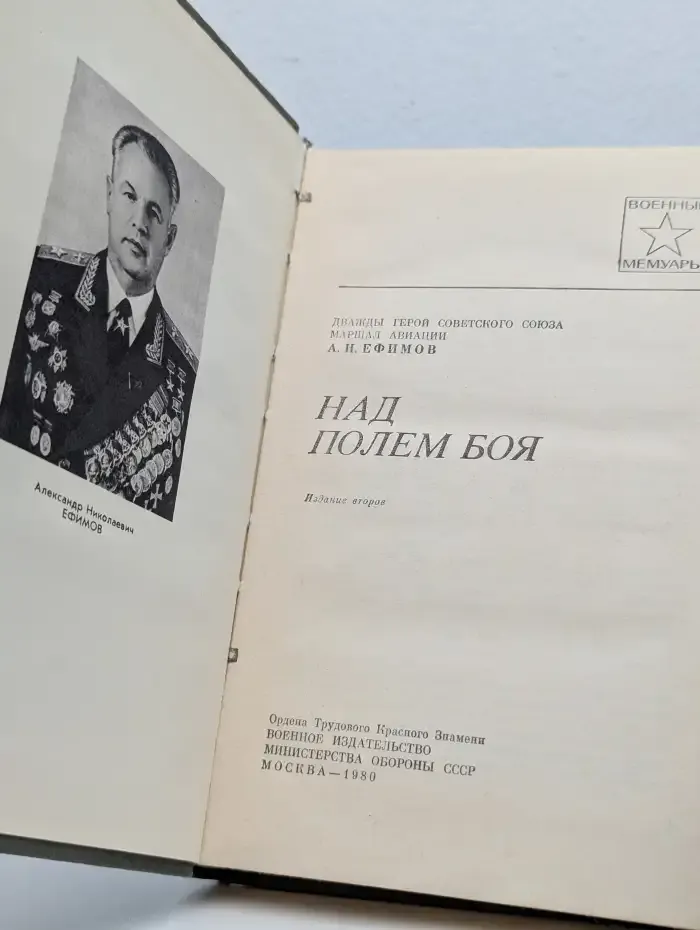 Александр Николаевич
ЕФИМОВ
ВОЕННЫЕ
МЕМУАРЫ
ДВАЖДЫ ГЕРОЙ СОВЕТСКОГО СОЮЗА
МАРШАЛ АВИАЦИИ
А. Н. ЕФИМОВ
НАД
ПОЛЕМ БОЯ
Издание второе
Ордена Трудового Красного Знамени
ВОЕННОЕ ИЗДАТЕЛЬСТВО
МИНИСТЕРСТВА ОБОРОНЫ СССР
МОСКВА — 1980